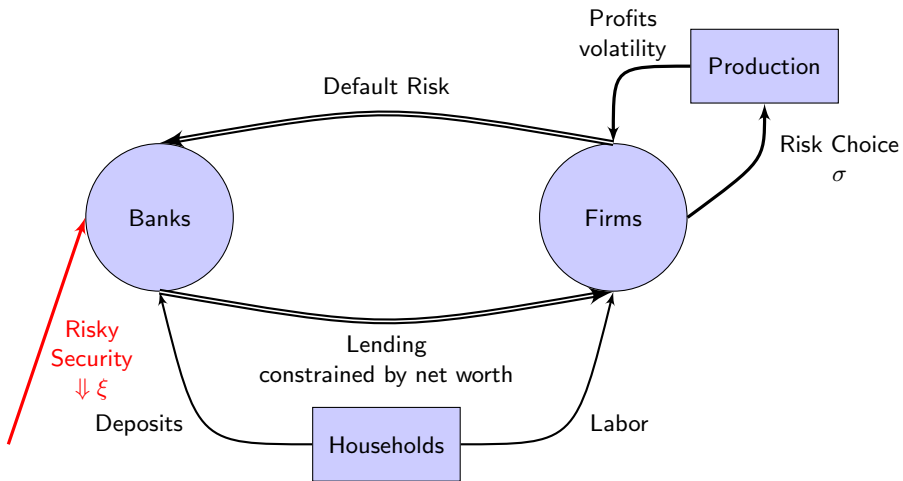 Profits
volatility
Production
Default Risk
Risk Choice
σ
Banks
Firms
Risky
Security
⇓ ξ
Lending
constrained by net worth
Deposits
Labor
Households